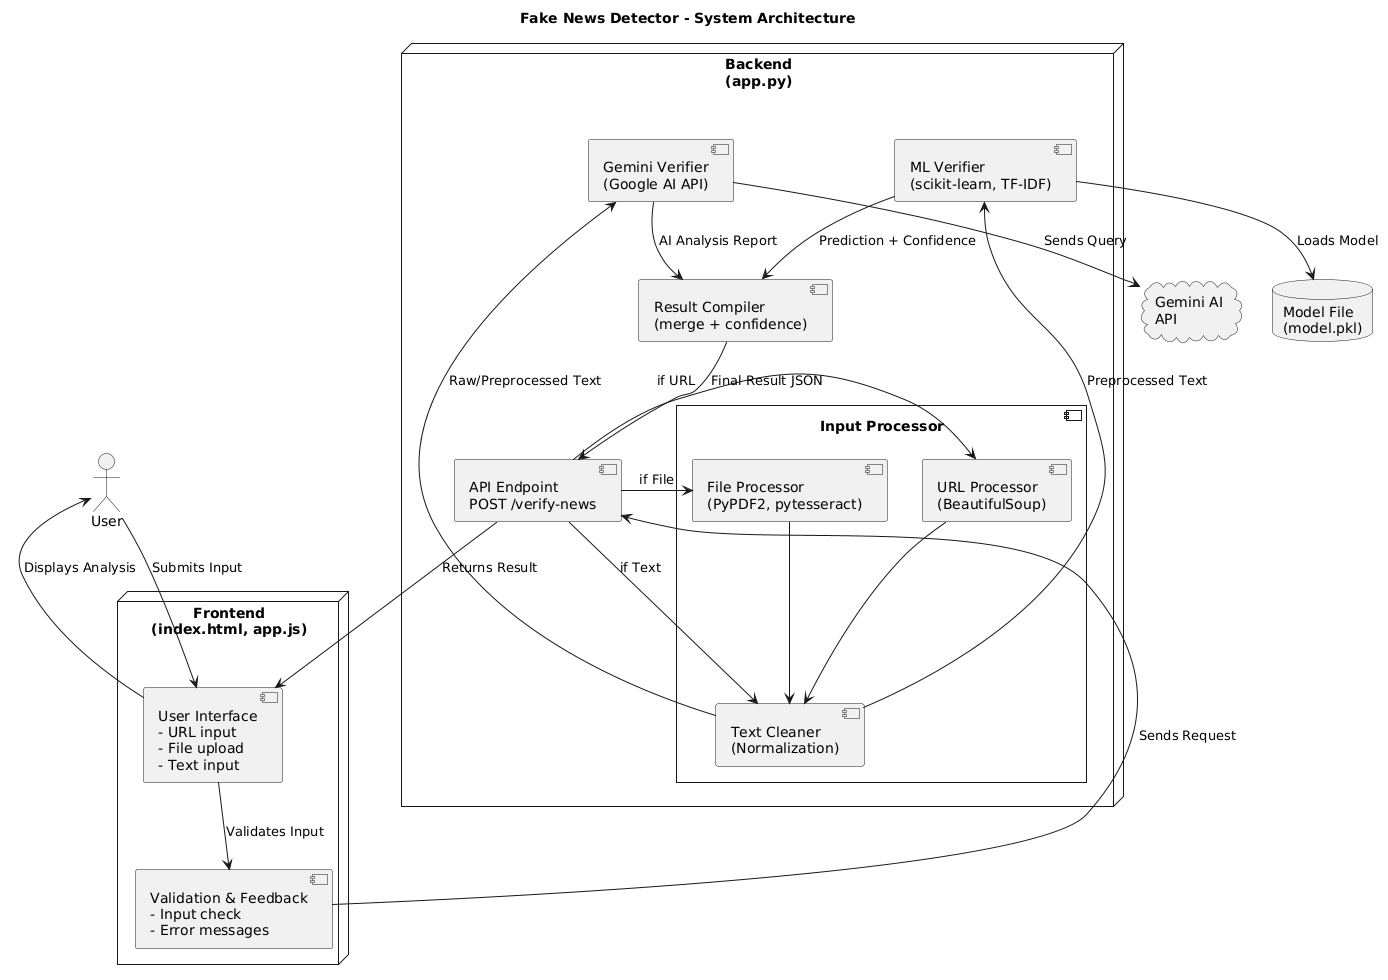 Fake News Detector - System Architecture
Backend
(app.py)
Gemini Verifier
(Google AI API)
ML Verifier
(scikit-learn, TF-IDF)
AI Analysis Report
Prediction + Confidence
Sends Query
Loads Model
Result Compiler
(merge + confidence)
Gemini AI
API
Model File
(model.pkl)
Raw/Preprocessed Text
if URL
Final Result JSON
Preprocessed Text
Input Processor
API Endpoint
POST /verify-news
if File
File Processor
(PyPDF2, pytesseract)
URL Processor
(BeautifulSoup)
User
Displays Analysis
Submits Input
Returns Result
if Text
Frontend
(index.html, app.js)
User Interface
- URL input
- File upload
- Text input
Text Cleaner
(Normalization)
Sends Request
Validates Input
Validation & Feedback
- Input check
- Error messages